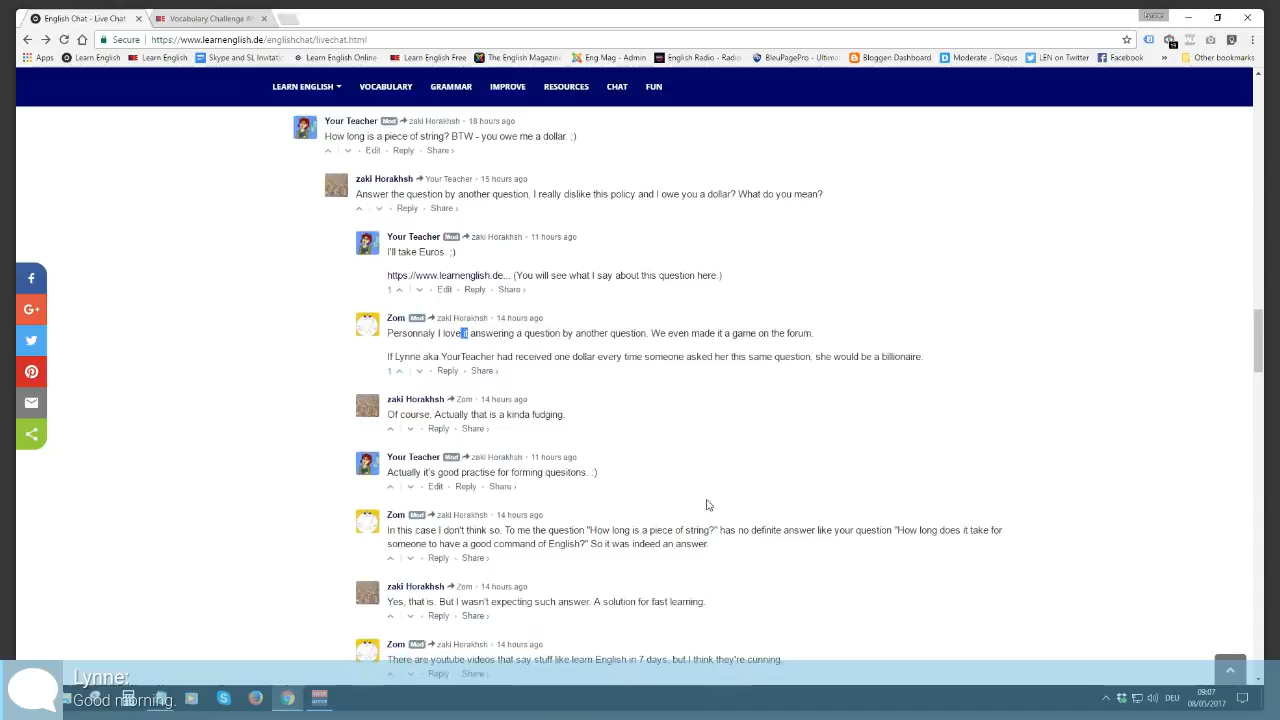 English Chat - Live Chat
Vocabulary Challenge #
Secure https://www.learnenglish.de/englishchat/livechat.html
Apps Learn English Learn English Skype and SL Invitati Learn English Online Learn English Free The English Magazine Eng Mag - Admin English Radio - Radio BleuPagePro - Ultima Blogger: Dashboard Moderate - Disqus LEN on Twitter Facebook » Other bookmarks
LEARN ENGLISH VOCABULARY GRAMMAR IMPROVE RESOURCES CHAT FUN
Your Teacher Mod zaki Horakhsh • 18 hours ago
How long is a piece of string? BTW - you owe me a dollar. :)
Edit • Reply • Share ›
zaki Horakhsh Your Teacher • 15 hours ago
Answer the question by another question, I really dislike this policy and I owe you a dollar? What do you mean?
Reply • Share ›
Your Teacher Mod zaki Horakhsh • 11 hours ago
I'll take Euros. ;)
https://www.learnenglish.de... (You will see what I say about this question here.)
1 Edit • Reply • Share ›
Zom Mod zaki Horakhsh • 14 hours ago
Personnaly I love it answering a question by another question. We even made it a game on the forum.
If Lynne aka YourTeacher had received one dollar every time someone asked her this same question, she would be a billionaire.
1 Reply • Share ›
zaki Horakhsh Zom • 14 hours ago
Of course. Actually that is a kinda fudging.
Reply • Share ›
Your Teacher Mod zaki Horakhsh • 11 hours ago
Actually it's good practise for forming quesitons. :)
Edit • Reply • Share ›
Zom Mod zaki Horakhsh • 14 hours ago
In this case I don't think so. To me the question "How long is a piece of string?" has no definite answer like your question "How long does it take for
someone to have a good command of English?" So it was indeed an answer.
Reply • Share ›
zaki Horakhsh Zom • 14 hours ago
Yes, that is. But I wasn't expecting such answer. A solution for fast learning.
Reply • Share ›
Zom Mod zaki Horakhsh • 14 hours ago
There are youtube videos that say stuff like learn English in 7 days, but I think they're cunning.
Reply • Share ›
Lynne:
Good morning.
DEU
09:07
08/05/2017